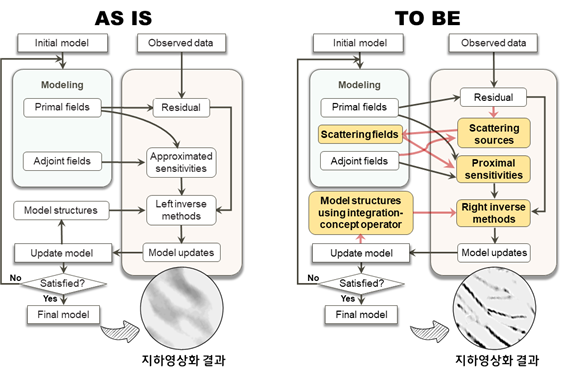 AS IS
Initial model
Observed data
Modeling
Primal fields
Residual
Approximated
sensitivities
Adjoint fields
Model structures
Left inverse
methods
Update model
Model updates
No
Satisfied?
Yes
Final model
지하영상화 결과
TO BE
Initial model
Observed data
Modeling
Residual
Primal fields
Scattering fields
Scattering
sources
Adjoint fields
Proximal
sensitivities
Model structures
using integration-
concept operator
Right inverse
methods
Update model
Model updates
No
Satisfied?
Yes
Final model
지하영상화 결과